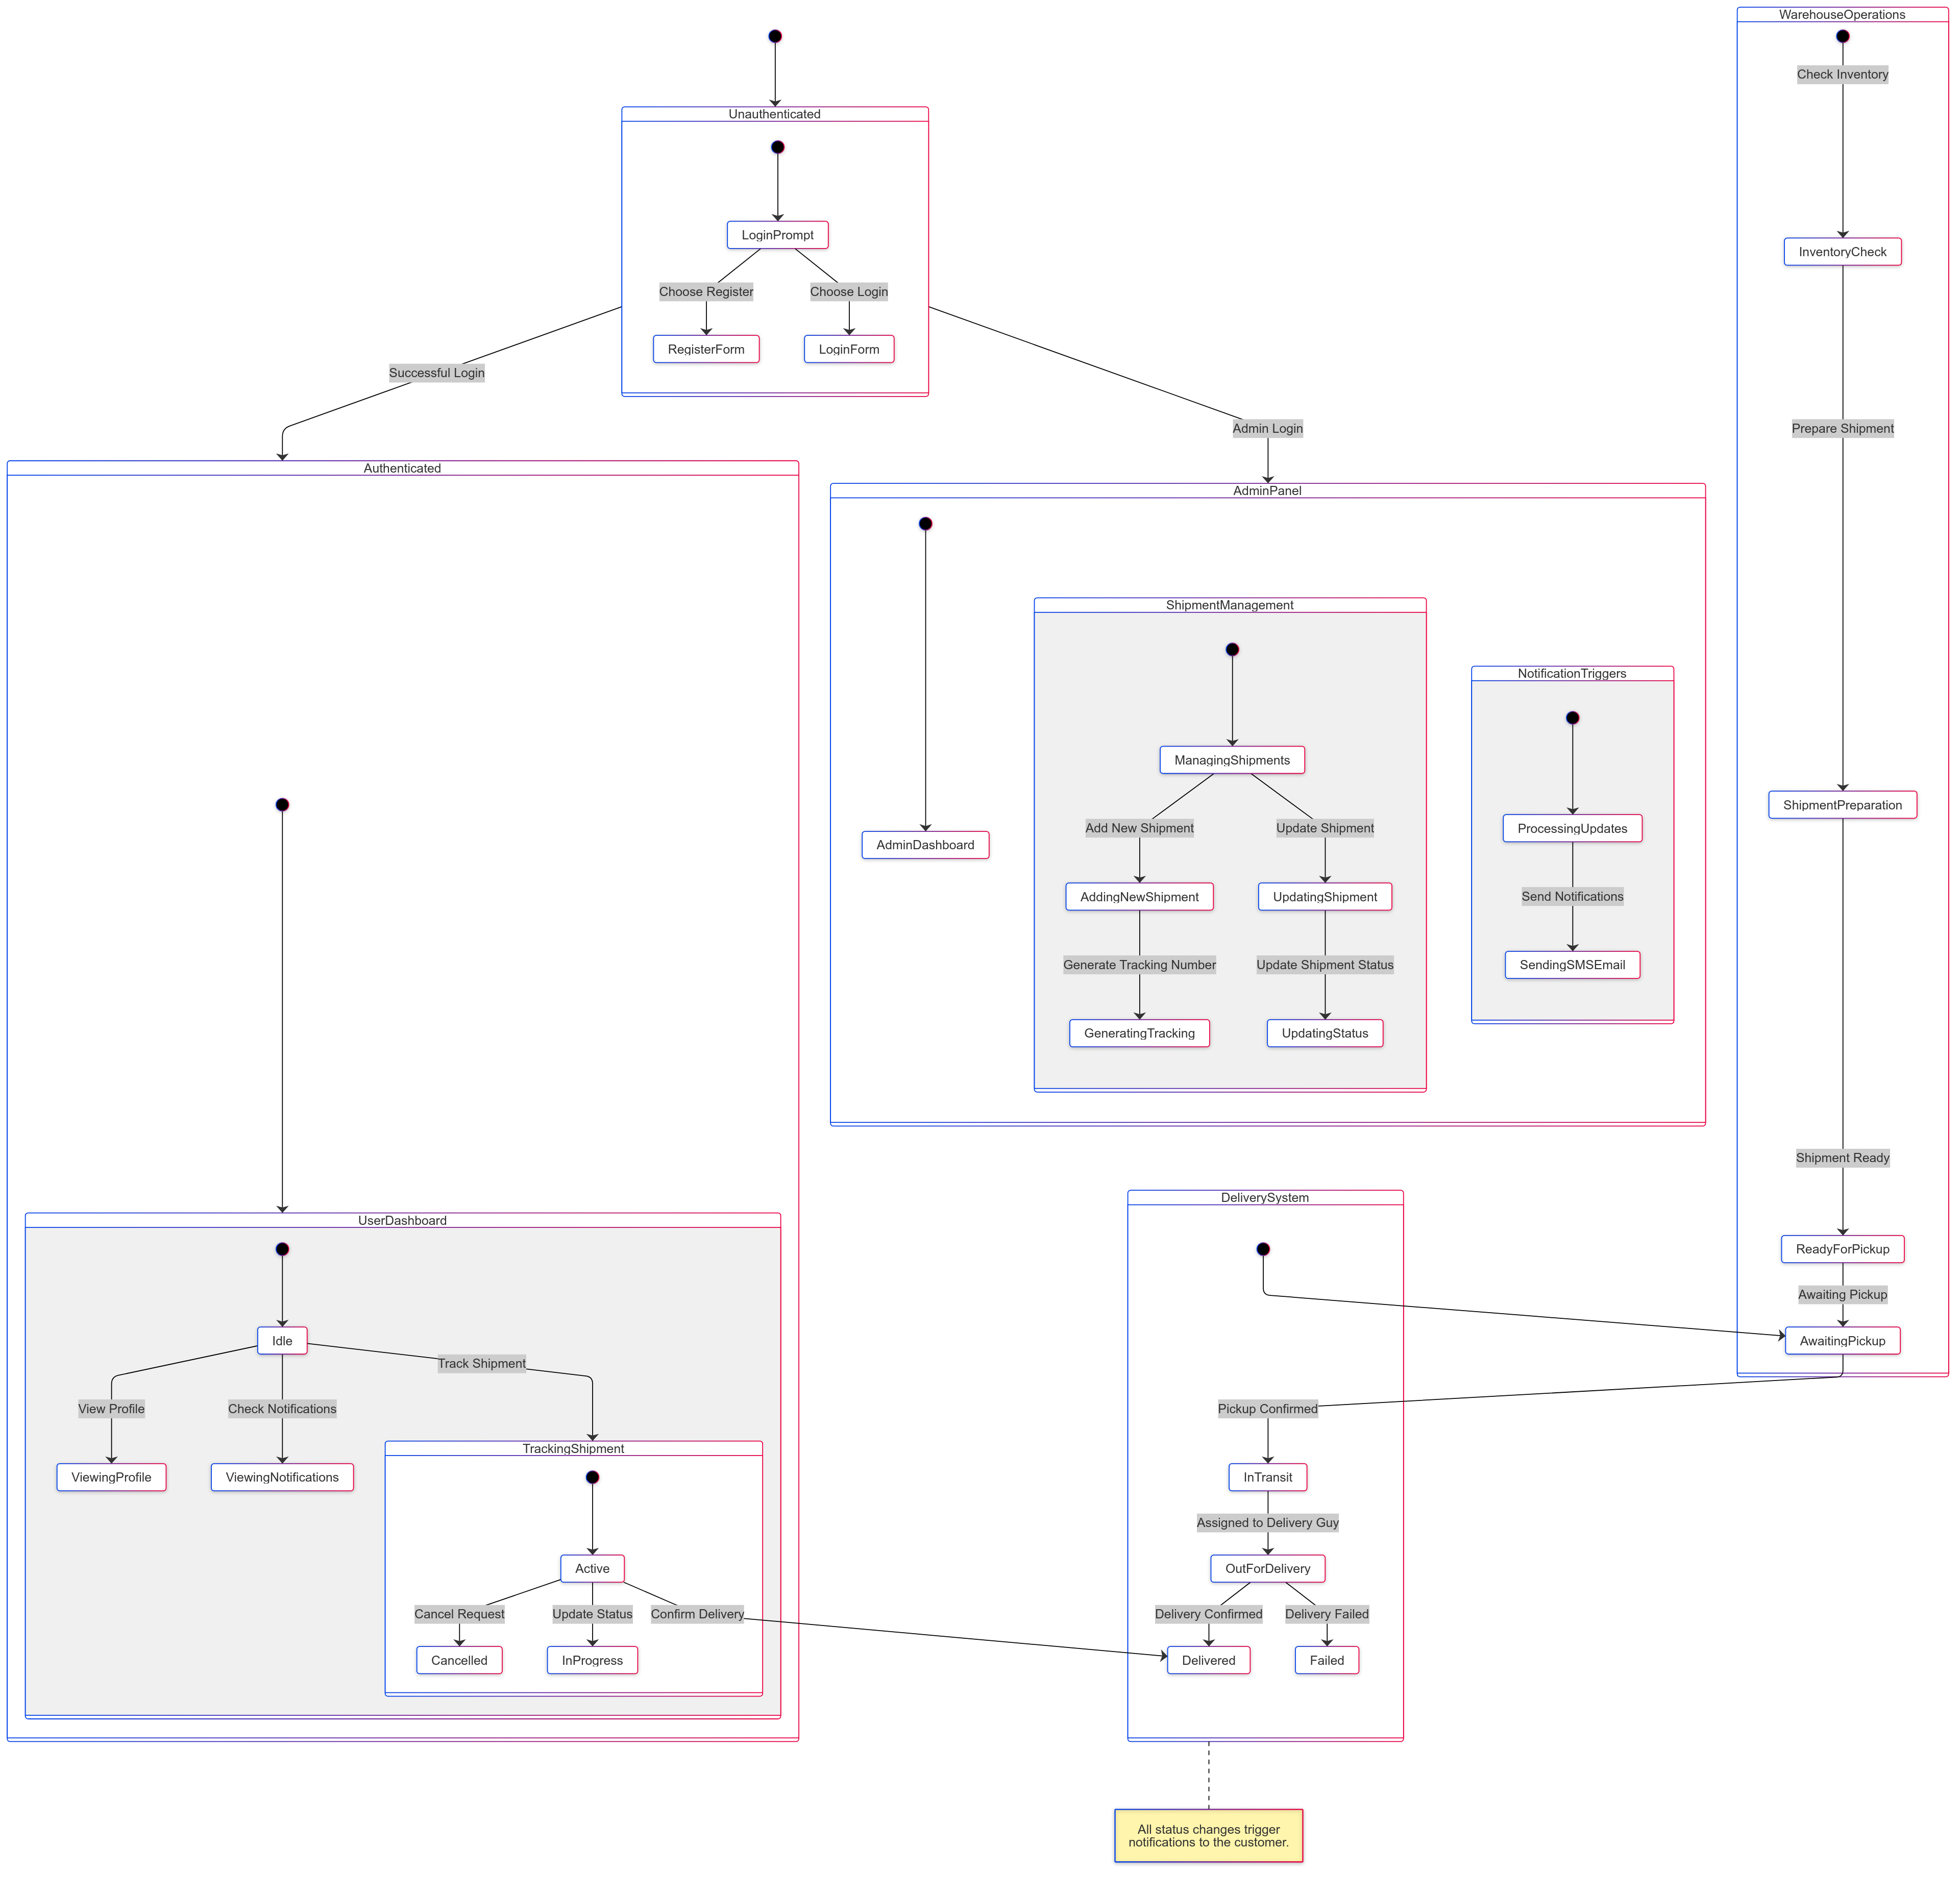 WarehouseOperations
Check Inventory
InventoryCheck
Prepare Shipment
ShipmentPreparation
Shipment Ready
ReadyForPickup
Awaiting Pickup
AwaitingPickup
Unauthenticated
LoginPrompt
Choose Register
Choose Login
RegisterForm
LoginForm
Successful Login
Admin Login
Authenticated
UserDashboard
Idle
Track Shipment
View Profile
Check Notifications
ViewingProfile
ViewingNotifications
TrackingShipment
Active
Cancel Request
Update Status
Confirm Delivery
Cancelled
InProgress
AdminPanel
AdminDashboard
ShipmentManagement
ManagingShipments
Add New Shipment
Update Shipment
AddingNewShipment
UpdatingShipment
Generate Tracking Number
Update Shipment Status
GeneratingTracking
UpdatingStatus
NotificationTriggers
ProcessingUpdates
Send Notifications
SendingSMSEmail
DeliverySystem
Pickup Confirmed
InTransit
Assigned to Delivery Guy
OutForDelivery
Delivery Confirmed
Delivery Failed
Delivered
Failed
All status changes trigger
notifications to the customer.